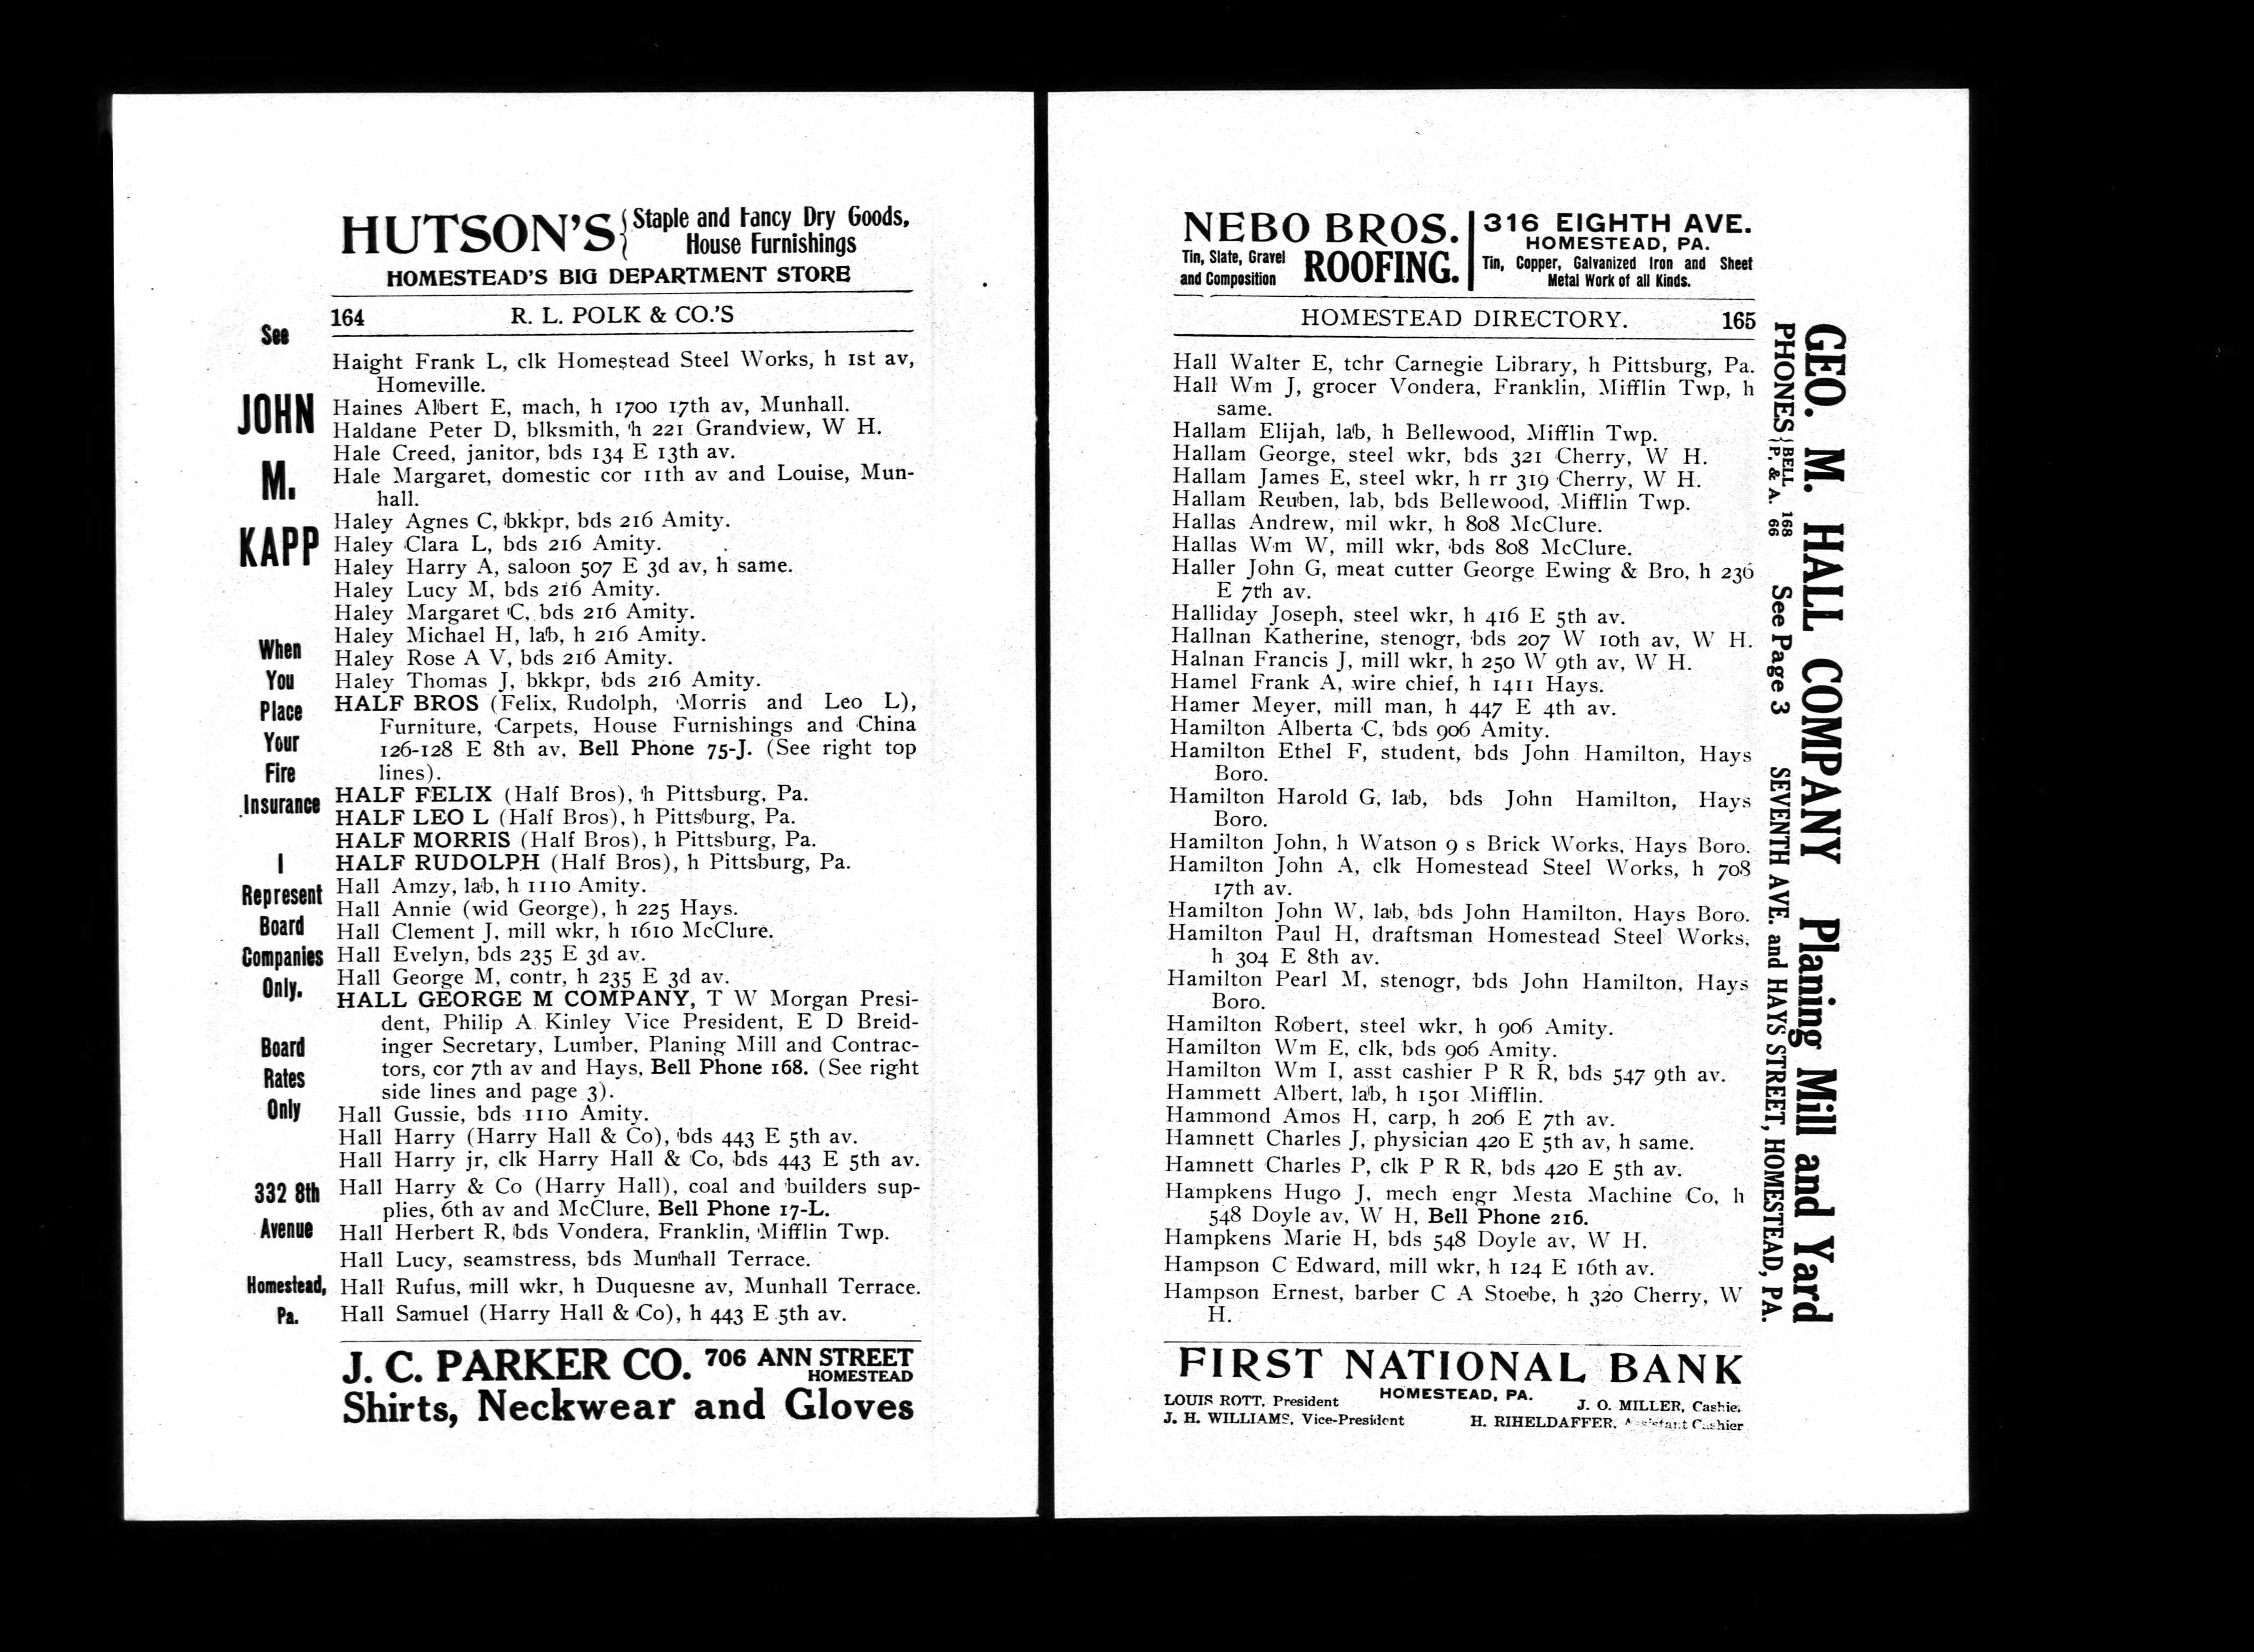 HUTSON'S { Staple and Fancy Dry Goods,
House Furnishings
HOMESTEAD'S BIG DEPARTMENT STORE
164 R. L. POLK & CO.'S
See
JOHN
M.
KAPP
When
You
Place
Your
Fire
Insurance
I
Represent
Board
Companies
Only.
Board
Rates
Only
332 8th
Avenue
Homestead,
Pa.
Haight Frank L, clk Homestead Steel Works, h 1st av,
Homeville.
Haines Albert E, mach, h 1700 17th av, Munhall.
Haldane Peter D, blksmith, h 221 Grandview, W H.
Hale Creed, janitor, bds 134 E 13th av.
Hale Margaret, domestic cor 11th av and Louise, Mun-
hall.
Haley Agnes C, bkkpr, bds 216 Amity.
Haley Clara L, bds 216 Amity.
Haley Harry A, saloon 507 E 3d av, h same.
Haley Lucy M, bds 216 Amity.
Haley Margaret C, bds 216 Amity.
Haley Michael H, lab, h 216 Amity.
Haley Rose A V, bds 216 Amity.
Haley Thomas J, bkkpr, bds 216 Amity.
HALF BROS (Felix, Rudolph, Morris and Leo L),
Furniture, Carpets, House Furnishings and China
126-128 E 8th av, Bell Phone 75-J. (See right top
lines).
HALF FELIX (Half Bros), h Pittsburg, Pa.
HALF LEO L (Half Bros), h Pittsburg, Pa.
HALF MORRIS (Half Bros), h Pittsburg, Pa.
HALF RUDOLPH (Half Bros), h Pittsburg, Pa.
Hall Amzy, lab, h 1110 Amity.
Hall Annie (wid George), h 225 Hays.
Hall Clement J, mill wkr, h 1610 McClure.
Hall Evelyn, bds 235 E 3d av.
Hall George M, contr, h 235 E 3d av.
HALL GEORGE M COMPANY, T W Morgan Presi-
dent, Philip A Kinley Vice President, E D Breid-
inger Secretary, Lumber, Planing Mill and Contrac-
tors, cor 7th av and Hays, Bell Phone 168. (See right
side lines and page 3).
Hall Gussie, bds 1110 Amity.
Hall Harry (Harry Hall & Co), bds 443 E 5th av.
Hall Harry jr, clk Harry Hall & Co, bds 443 E 5th av.
Hall Harry & Co (Harry Hall), coal and builders sup-
plies, 6th av and McClure, Bell Phone 17-L.
Hall Herbert R, bds Vondera, Franklin, Mifflin Twp.
Hall Lucy, seamstress, bds Munhall Terrace.
Hall Rufus, mill wkr, h Duquesne av, Munhall Terrace.
Hall Samuel (Harry Hall & Co), h 443 E 5th av.
J. C. PARKER CO. 706 ANN STREET
HOMESTEAD
Shirts, Neckwear and Gloves
NEBO BROS. 316 EIGHTH AVE.
HOMESTEAD, PA.
Tin, Slate, Gravel
and Composition ROOFING.
Tin, Copper, Galvanized Iron and Sheet
Metal Work of all Kinds.
HOMESTEAD DIRECTORY. 165
Hall Walter E, tchr Carnegie Library, h Pittsburg, Pa.
Hall Wm J, grocer Vondera, Franklin, Mifflin Twp, h
same.
Hallam Elijah, lab, h Bellewood, Mifflin Twp.
Hallam George, steel wkr, bds 321 Cherry, W H.
Hallam James E, steel wkr, h rr 319 Cherry, W H.
Hallam Reuben, lab, bds Bellewood, Mifflin Twp.
Hallas Andrew, mil wkr, h 808 McClure.
Hallas Wm W, mill wkr, bds 808 McClure.
Haller John G, meat cutter George Ewing & Bro, h 236
E 7th av.
Halliday Joseph, steel wkr, h 416 E 5th av.
Hallnan Katherine, stenogr, bds 207 W 10th av, W H.
Halnan Francis J, mill wkr, h 250 W 9th av, W H.
Hamel Frank A, wire chief, h 1411 Hays.
Hamer Meyer, mill man, h 447 E 4th av.
Hamilton Alberta C, bds 906 Amity.
Hamilton Ethel F, student, bds John Hamilton, Hays
Boro.
Hamilton Harold G, lab, bds John Hamilton, Hays
Boro.
Hamilton John, h Watson 9 s Brick Works, Hays Boro.
Hamilton John A, clk Homestead Steel Works, h 708
17th av.
Hamilton John W, lab, bds John Hamilton, Hays Boro.
Hamilton Paul H, draftsman Homestead Steel Works,
h 304 E 8th av.
Hamilton Pearl M, stenogr, bds John Hamilton, Hays
Boro.
Hamilton Robert, steel wkr, h 906 Amity.
Hamilton Wm E, clk, bds 906 Amity.
Hamilton Wm I, asst cashier P R R, bds 547 9th av.
Hammett Albert, lab, h 1501 Mifflin.
Hammond Amos H, carp, h 206 E 7th av.
Hamnett Charles J, physician 420 E 5th av, h same.
Hamnett Charles P, clk P R R, bds 420 E 5th av.
Hampkens Hugo J, mech engr Mesta Machine Co, h
548 Doyle av, W H, Bell Phone 216.
Hampkens Marie H, bds 548 Doyle av, W H.
Hampson C Edward, mill wkr, h 124 E 16th av.
Hampson Ernest, barber C A Stoebe, h 320 Cherry, W
H.
FIRST NATIONAL BANK
HOMESTEAD, PA.
LOUIS ROTT, President J. O. MILLER, Cashier
J. H. WILLIAMS, Vice-President H. RIHELDAFFER, Assistant Cashier
GEO. M. HALL COMPANY Planing Mill and Yard
PHONES { BELL 168
P. & A. 66 See Page 3 SEVENTH AVE. and HAYS STREET, HOMESTEAD, PA.